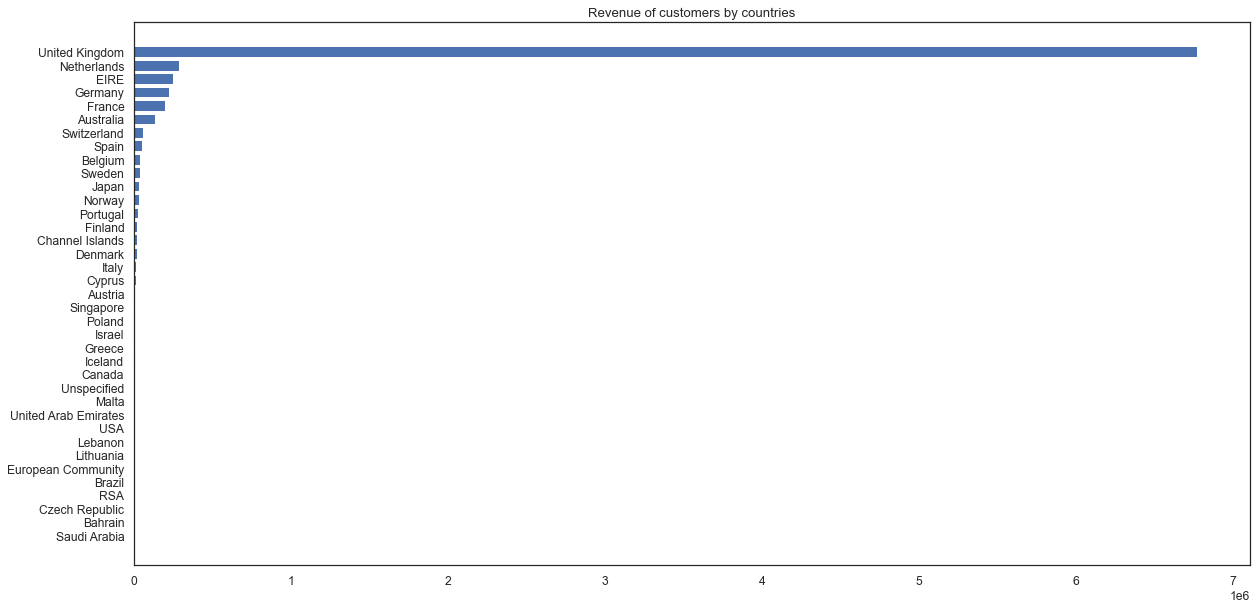 Revenue of customers by countries
United Kingdom
Netherlands
EIRE
Germany
France
Australia
Switzerland
Spain
Belgium
Sweden
Japan
Norway
Portugal
Finland
Channel Islands
Denmark
Italy
Cyprus
Austria
Singapore
Poland
Israel
Greece
Iceland
Canada
Unspecified
Malta
United Arab Emirates
USA
Lebanon
Lithuania
European Community
Brazil
RSA
Czech Republic
Bahrain
Saudi Arabia
0 1 2 3 4 5 6 7
1e6